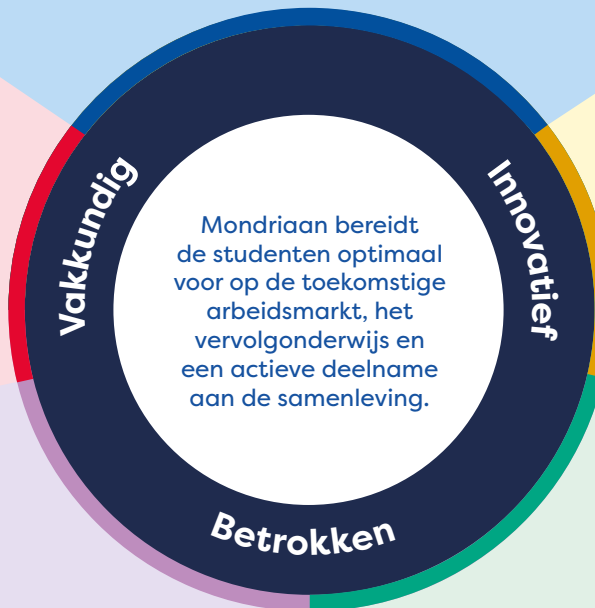 Vakkundig
Innovatief
Mondriaan bereidt
de studenten optimaal
voor op de toekomstige
arbeidsmarkt, het
vervolgonderwijs en
een actieve deelname
aan de samenleving.
Betrokken